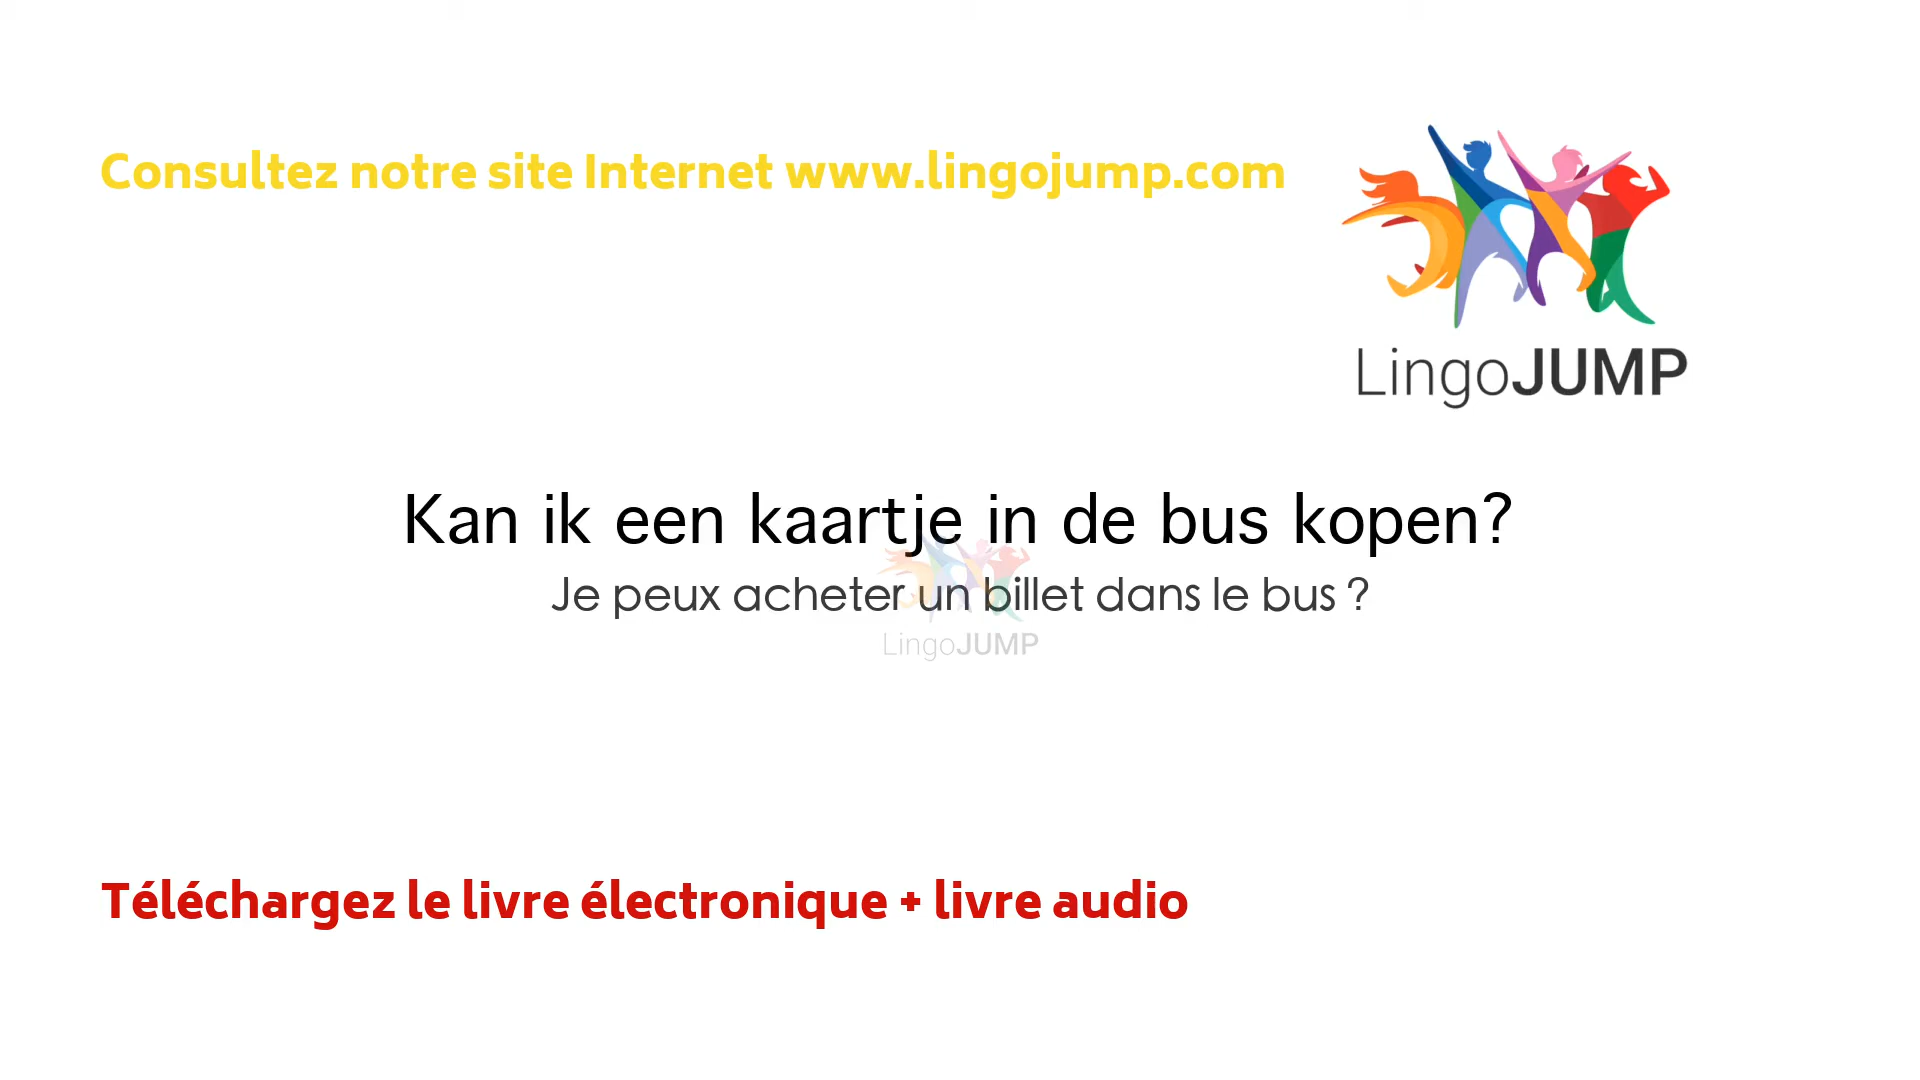 Consultez notre site Internet www.lingojump.com
LingoJUMP
Kan ik een kaartje in de bus kopen?
Je peux acheter un billet dans le bus ?
LingoJUMP
Téléchargez le livre électronique + livre audio